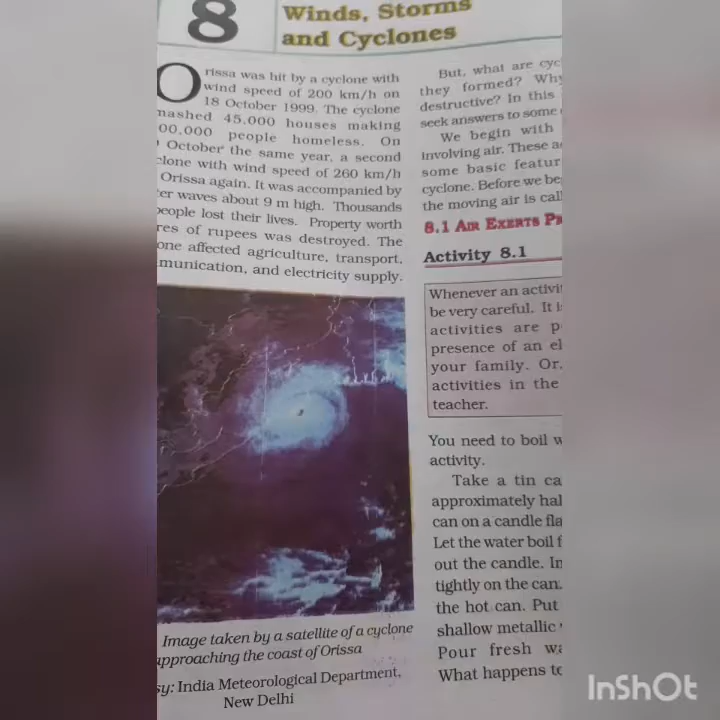 8
Winds, Storms
and Cyclones
Orissa was hit by a cyclone with
wind speed of 200 km/h on
18 October 1999. The cyclone
mashed 45,000 houses making
00,000 people homeless. On
October the same year, a second
clone with wind speed of 260 km/h
Orissa again. It was accompanied by
er waves about 9 m high. Thousands
people lost their lives. Property worth
res of rupees was destroyed. The
one affected agriculture, transport,
munication, and electricity supply.
Image taken by a satellite of a cyclone
approaching the coast of Orissa
sy: India Meteorological Department,
New Delhi
But, what are cyc
they formed? Why
destructive? In this
seek answers to some
We begin with
involving air. These a
some basic featur
cyclone. Before we be
the moving air is cal
8.1 AIR EXERTS PR
Activity 8.1
Whenever an activit
be very careful. It i
activities are p
presence of an el
your family. Or,
activities in the
teacher.
You need to boil w
activity.
Take a tin ca
approximately hal
can on a candle fla
Let the water boil f
out the candle. Im
tightly on the can.
the hot can. Put
shallow metallic
Pour fresh wa
What happens to
InShOt